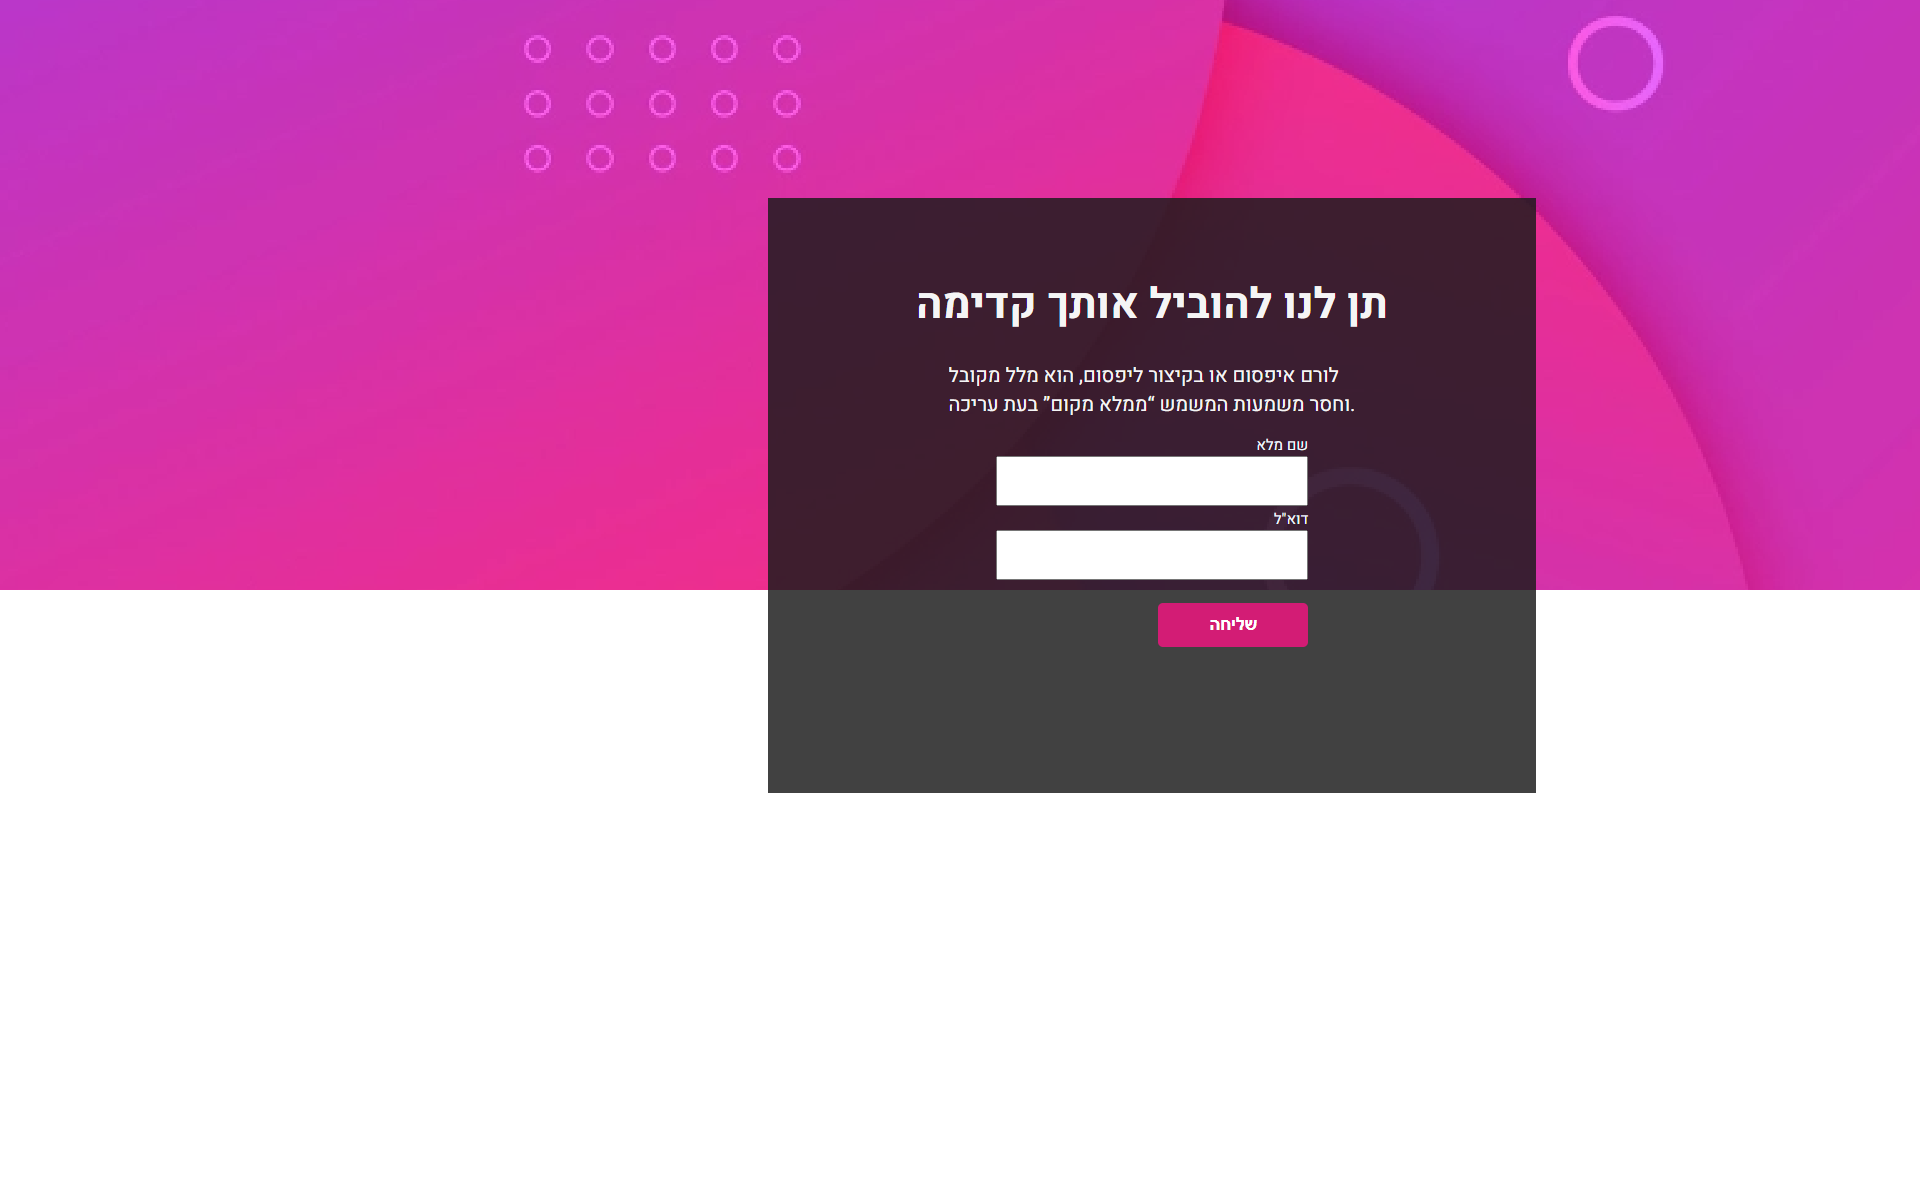 תן לנו להוביל אותך קדימה
לורם איפסום או בקיצור ליפסום, הוא מלל מקובל
וחסר משמעות המשמש “ממלא מקום” בעת עריכה.
שם מלא
דוא"ל
שליחה